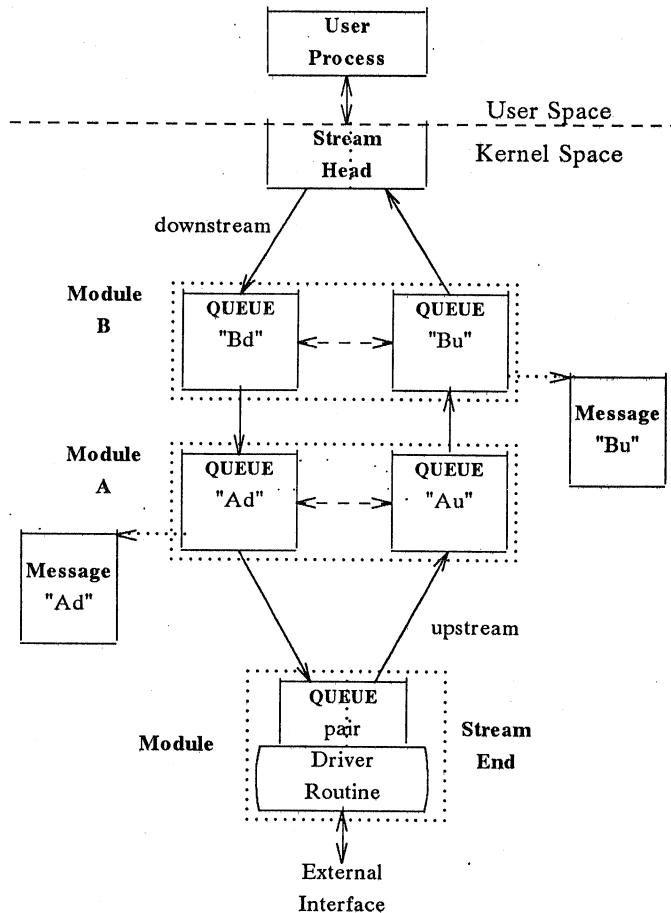 User
Process
User Space
Stream
Head
Kernel Space
downstream
Module
B
QUEUE
"Bd"
QUEUE
"Bu"
Message
"Bu"
Module
A
QUEUE
"Ad"
QUEUE
"Au"
Message
"Ad"
upstream
QUEUE
pair
Module
Stream
End
Driver
Routine
External
Interface